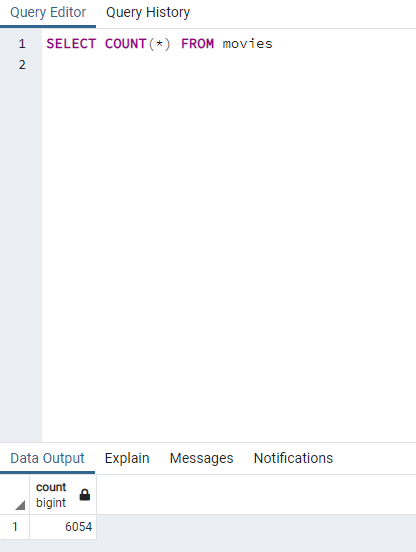 Query Editor Query History
1 SELECT COUNT(*) FROM movies
2
Data Output Explain Messages Notifications
count
bigint
1 6054